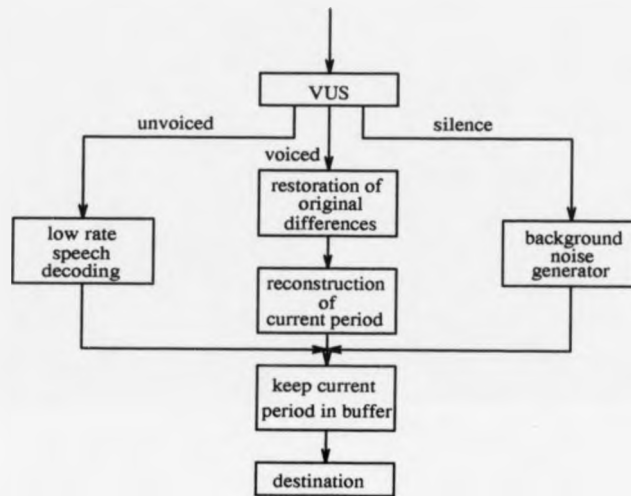 VUS
unvoiced
silence
voiced
restoration of
original
differences
low rate
speech
decoding
background
noise
generator
reconstruction
of
current period
keep current
period in buffer
destination